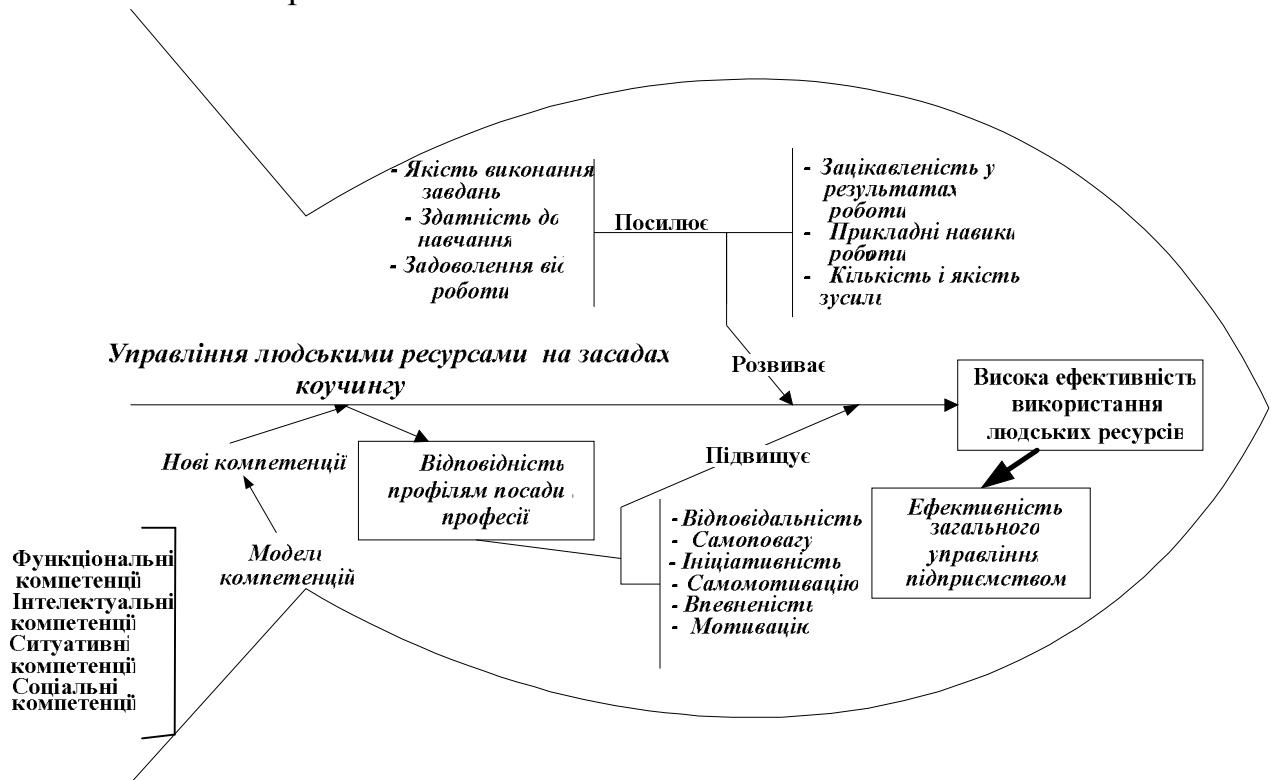 - Якість виконання
завдань
- Здатність до
навчання
- Задоволення від
роботи
Посилює
- Зацікавленість у
результатах
роботи
- Прикладні навики
роботи
- Кількість і якість
зусиль
Управління людськими ресурсами на засадах
коучингу
Розвиває
Висока ефективність
використання
людських ресурсів
Нові компетенції
Відповідність
профілям посади і
професії
Підвищує
Ефективність
загального
управління
підприємством
- Відповідальність
- Самоповагу
- Ініціативність
- Самомотивацію
- Впевненість
- Мотивацію
Моделі
компетенцій
Функціональні
компетенції
Інтелектуальні
компетенції
Ситуативні
компетенції
Соціальні
компетенції